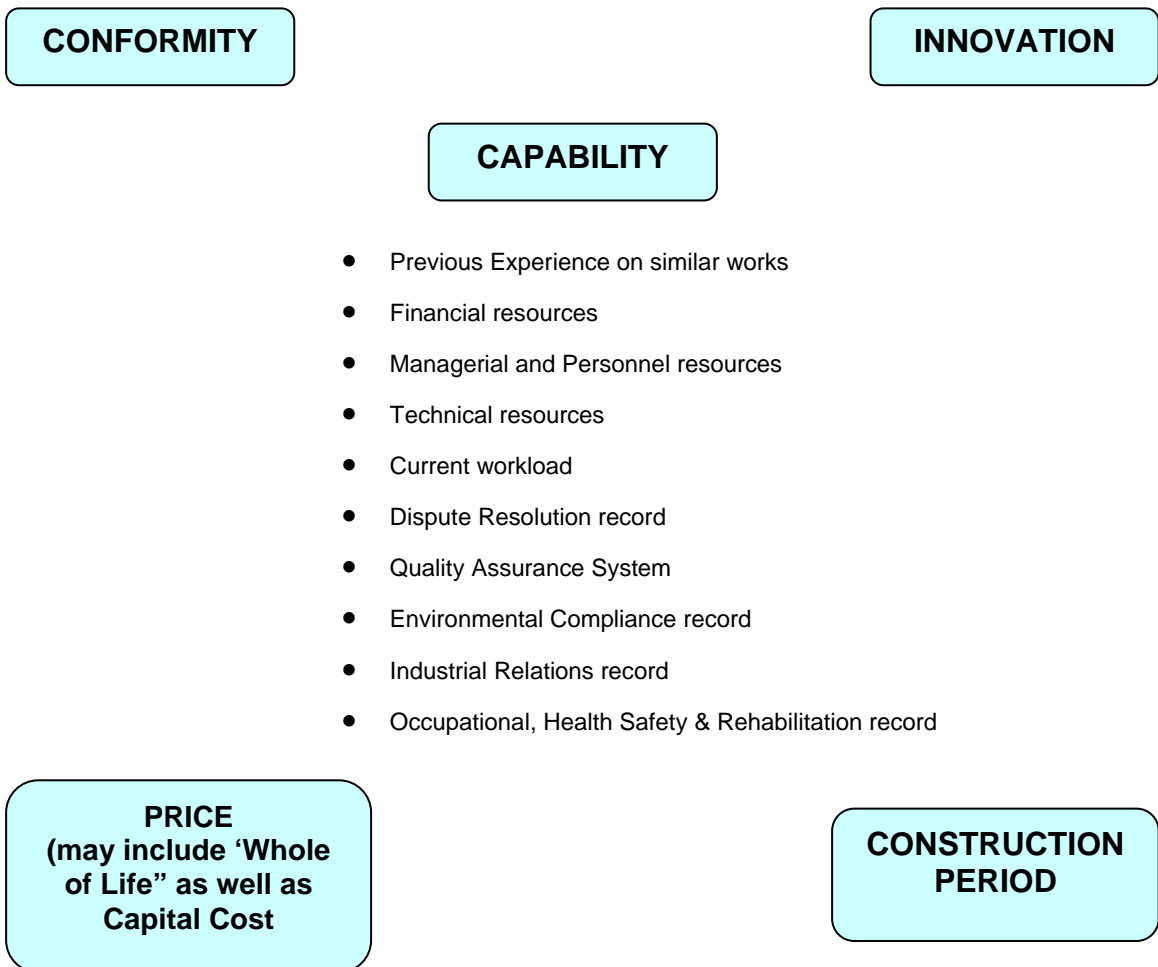 CONFORMITY
INNOVATION
CAPABILITY
• Previous Experience on similar works
• Financial resources
• Managerial and Personnel resources
• Technical resources
• Current workload
• Dispute Resolution record
• Quality Assurance System
• Environmental Compliance record
• Industrial Relations record
• Occupational, Health Safety & Rehabilitation record
PRICE
(may include ‘Whole
of Life” as well as
Capital Cost
CONSTRUCTION
PERIOD